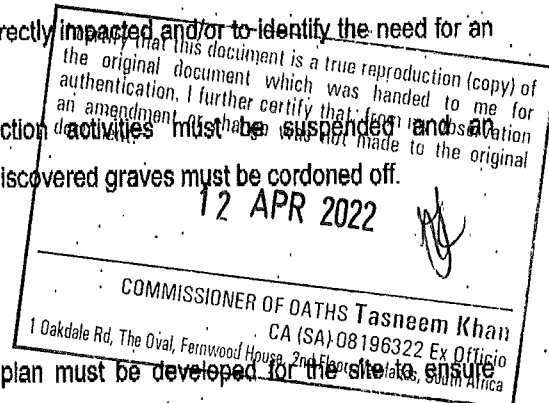 rectly impacted and/or to identify the need for an
I certify that this document is a true reproduction (copy) of
the original document which was handed to me for
authentication. I further certify that, from my observation
ction activities must be suspended and an
an amendment or change was not made to the original
document.
iscovered graves must be cordoned off.
12 APR 2022
COMMISSIONER OF OATHS Tasneem Khan
CA (SA) 08196322 Ex Officio
1 Oakdale Rd, The Oval, Fernwood House, 2nd Floor, Newlands, South Africa
plan must be developed for the site to ensure